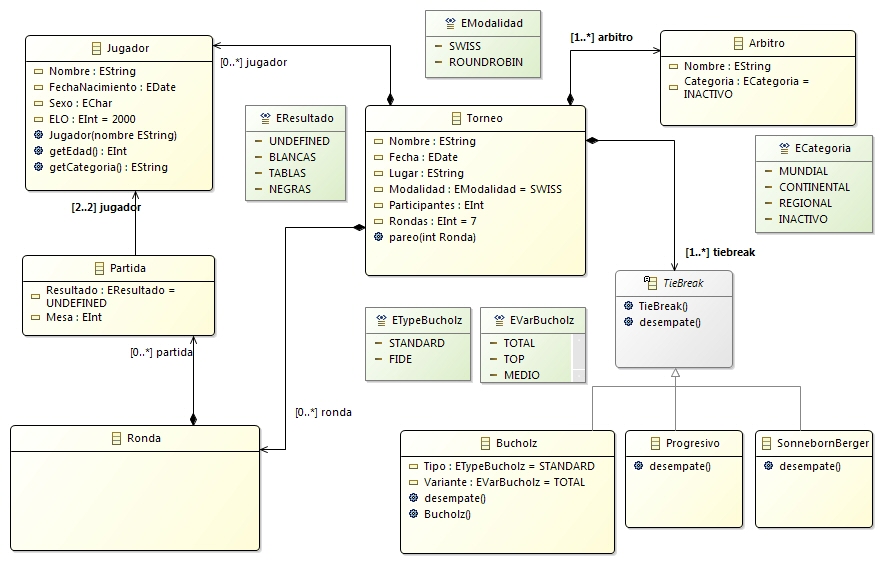 Jugador
Nombre : EString
FechaNacimiento : EDate
Sexo : EChar
ELO : EInt = 2000
Jugador(nombre EString)
getEdad() : EInt
getCategoria() : EString
[0..*] jugador
EModalidad
SWISS
ROUNDROBIN
[1..*] arbitro
Arbitro
Nombre : EString
Categoria : ECategoria =
INACTIVO
EResultado
UNDEFINED
BLANCAS
TABLAS
NEGRAS
Torneo
Nombre : EString
Fecha : EDate
Lugar : EString
Modalidad : EModalidad = SWISS
Participantes : EInt
Rondas : EInt = 7
pareo(int Ronda)
ECategoria
MUNDIAL
CONTINENTAL
REGIONAL
INACTIVO
[2..2] jugador
[1..*] tiebreak
Partida
Resultado : EResultado =
UNDEFINED
Mesa : EInt
TieBreak
TieBreak()
desempate()
ETypeBucholz
STANDARD
FIDE
EVarBucholz
TOTAL
TOP
MEDIO
[0..*] partida
[0..*] ronda
Ronda
Bucholz
Tipo : ETypeBucholz = STANDARD
Variante : EVarBucholz = TOTAL
desempate()
Bucholz()
Progresivo
desempate()
SonnebornBerger
desempate()